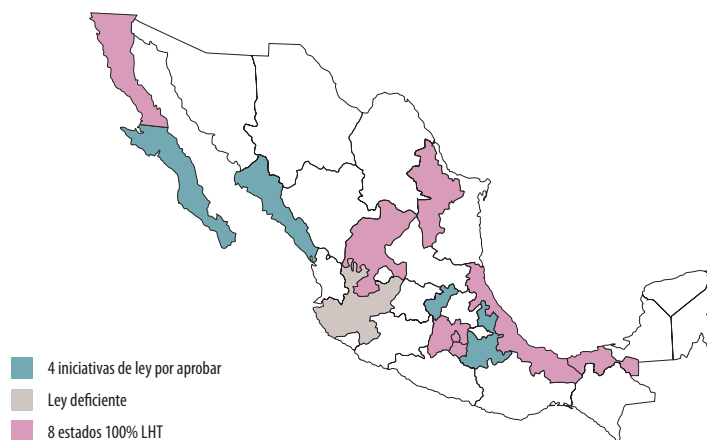 4 iniciativas de ley por aprobar
Ley deficiente
8 estados 100% LHT